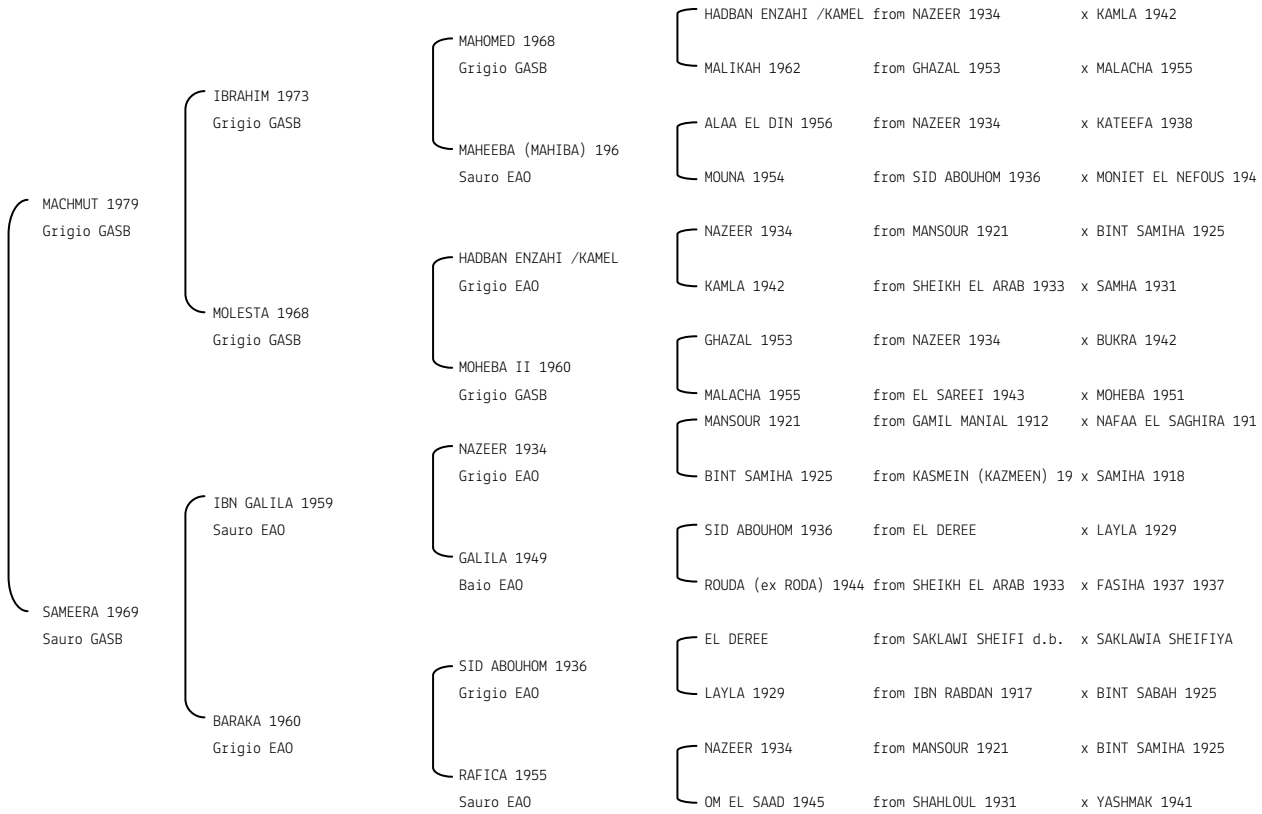 HADBAN ENZAHI /KAMEL from NAZEER 1934 x KAMLA 1942
MAHOMED 1968
Grigio GASB
MALIKAH 1962 from GHAZAL 1953 x MALACHA 1955
IBRAHIM 1973
Grigio GASB
ALAA EL DIN 1956 from NAZEER 1934 x KATEEFA 1938
MAHEEBA (MAHIBA) 196
Sauro EAO
MOUNA 1954 from SID ABOUHOM 1936 x MONIET EL NEFOUS 194
MACHMUT 1979
Grigio GASB
NAZEER 1934 from MANSOUR 1921 x BINT SAMIHA 1925
HADBAN ENZAHI /KAMEL
Grigio EAO
KAMLA 1942 from SHEIKH EL ARAB 1933 x SAMHA 1931
MOLESTA 1968
Grigio GASB
GHAZAL 1953 from NAZEER 1934 x BUKRA 1942
MOHEBA II 1960
Grigio GASB
MALACHA 1955 from EL SAREEI 1943 x MOHEBA 1951
MANSOUR 1921 from GAMIL MANIAL 1912 x NAFAA EL SAGHIRA 191
NAZEER 1934
Grigio EAO
BINT SAMIHA 1925 from KASMEIN (KAZMEEN) 19 x SAMIHA 1918
IBN GALILA 1959
Sauro EAO
SID ABOUHOM 1936 from EL DEREE x LAYLA 1929
GALILA 1949
Baio EAO
ROUDA (ex RODA) 1944 from SHEIKH EL ARAB 1933 x FASIHA 1937 1937
SAMEERA 1969
Sauro GASB
EL DEREE from SAKLAWI SHEIFI d.b. x SAKLAWIA SHEIFIYA
SID ABOUHOM 1936
Grigio EAO
LAYLA 1929 from IBN RABDAN 1917 x BINT SABAH 1925
BARAKA 1960
Grigio EAO
NAZEER 1934 from MANSOUR 1921 x BINT SAMIHA 1925
RAFICA 1955
Sauro EAO
OM EL SAAD 1945 from SHAHLOUL 1931 x YASHMAK 1941